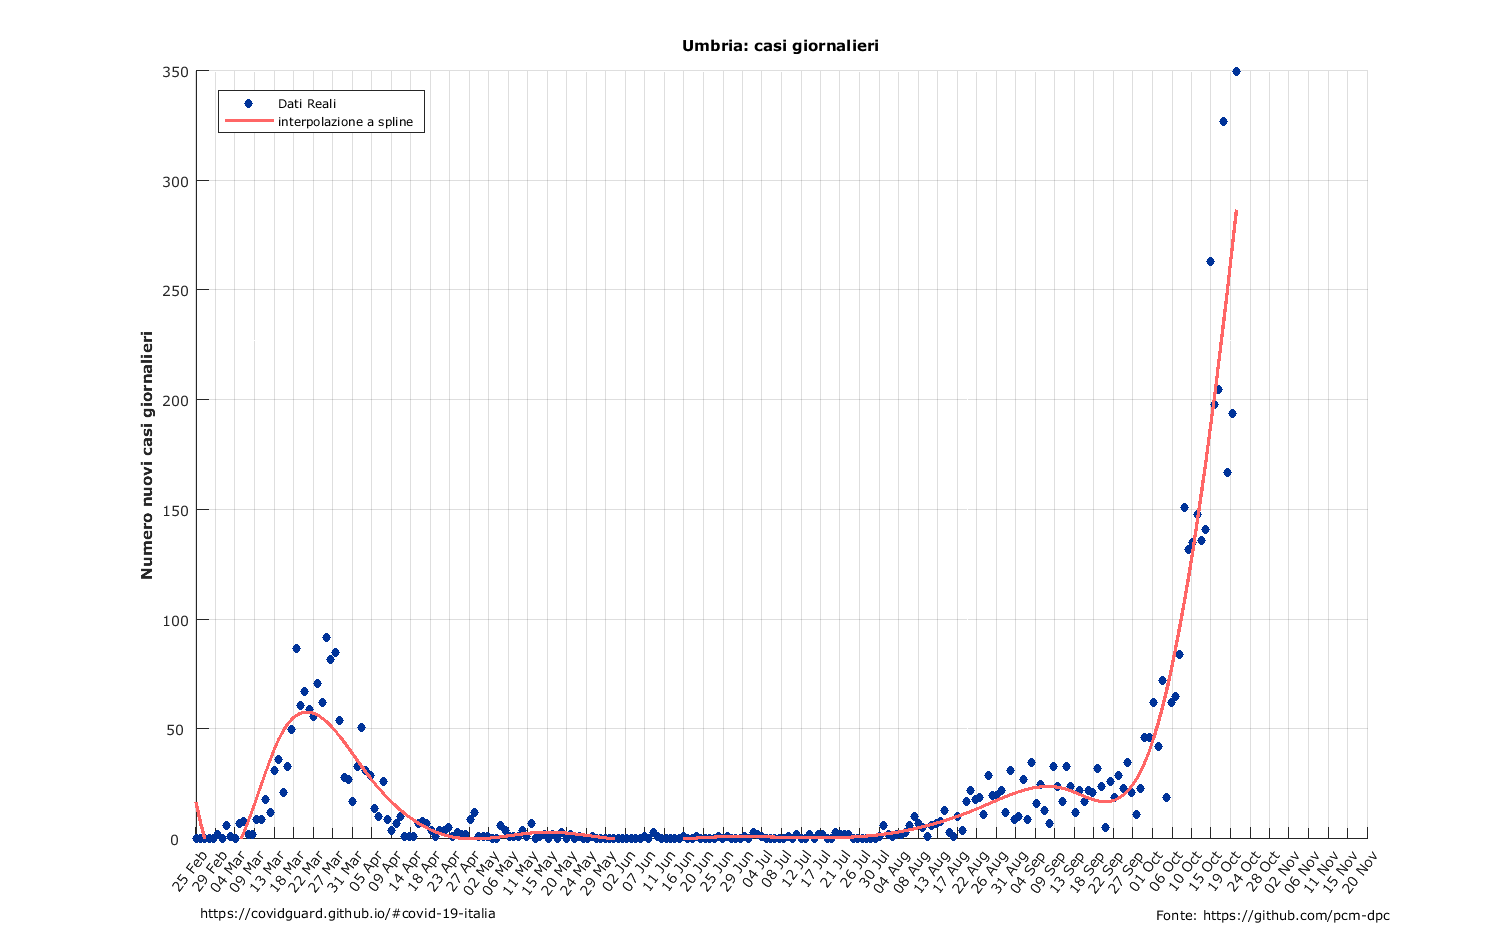 Umbria: casi giornalieri
Dati Reali
interpolazione a spline
Numero nuovi casi giornalieri
350
300
250
200
150
100
50
0
25 Feb
29 Feb
04 Mar
09 Mar
13 Mar
18 Mar
22 Mar
27 Mar
31 Mar
05 Apr
09 Apr
14 Apr
18 Apr
23 Apr
27 Apr
02 May
06 May
11 May
15 May
20 May
24 May
29 May
02 Jun
07 Jun
11 Jun
16 Jun
20 Jun
25 Jun
29 Jun
04 Jul
08 Jul
12 Jul
17 Jul
21 Jul
26 Jul
30 Jul
04 Aug
08 Aug
13 Aug
17 Aug
22 Aug
26 Aug
31 Aug
04 Sep
09 Sep
13 Sep
18 Sep
22 Sep
27 Sep
01 Oct
06 Oct
10 Oct
15 Oct
19 Oct
24 Oct
28 Oct
02 Nov
06 Nov
11 Nov
15 Nov
20 Nov
https://covidguard.github.io/#covid-19-italia
Fonte: https://github.com/pcm-dpc